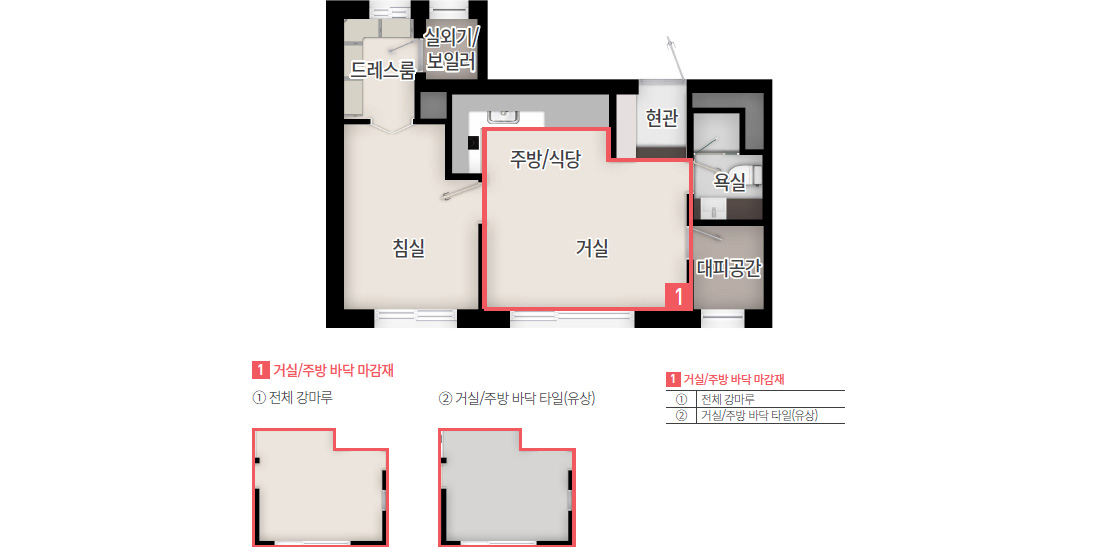 실외기/
보일러
드레스룸
현관
주방/식당
욕실
침실
거실
대피공간
1
1 거실/주방 바닥 마감재
① 전체 강마루
② 거실/주방 바닥 타일(유상)
1 거실/주방 바닥 마감재
① 전체 강마루
② 거실/주방 바닥 타일(유상)